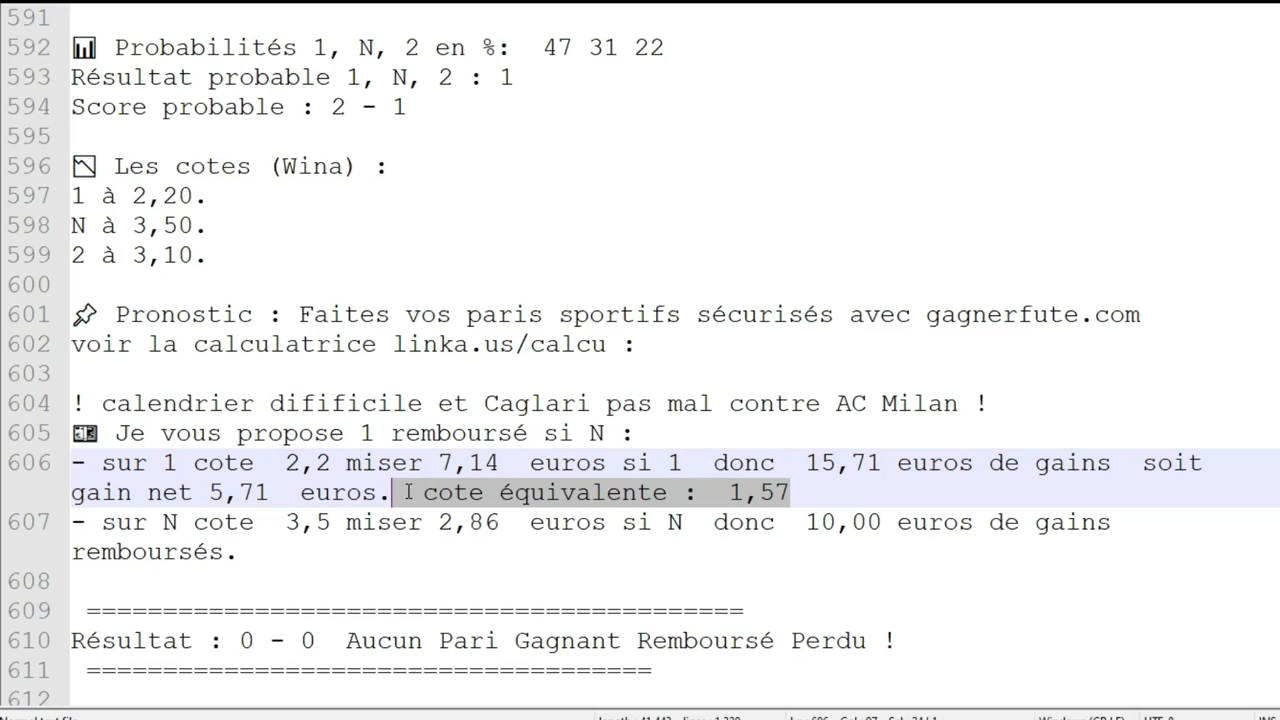 591
592 Probabilités 1, N, 2 en %:  47 31 22
593 Résultat probable 1, N, 2 : 1
594 Score probable : 2 - 1
595
596 Les cotes (Wina) :
597 1 à 2,20.
598 N à 3,50.
599 2 à 3,10.
600
601 Pronostic : Faites vos paris sportifs sécurisés avec gagnerfute.com
602 voir la calculatrice linka.us/calcu :
603
604 ! calendrier difificile et Caglari pas mal contre AC Milan !
605 Je vous propose 1 remboursé si N :
606 - sur 1 cote  2,2 miser 7,14  euros si 1  donc  15,71 euros de gains  soit
gain net 5,71  euros. cote équivalente :  1,57
607 - sur N cote  3,5 miser 2,86  euros si N  donc  10,00 euros de gains
remboursés.
608
609 ===========================================
610 Résultat : 0 - 0  Aucun Pari Gagnant Remboursé Perdu !
611 =====================================
612